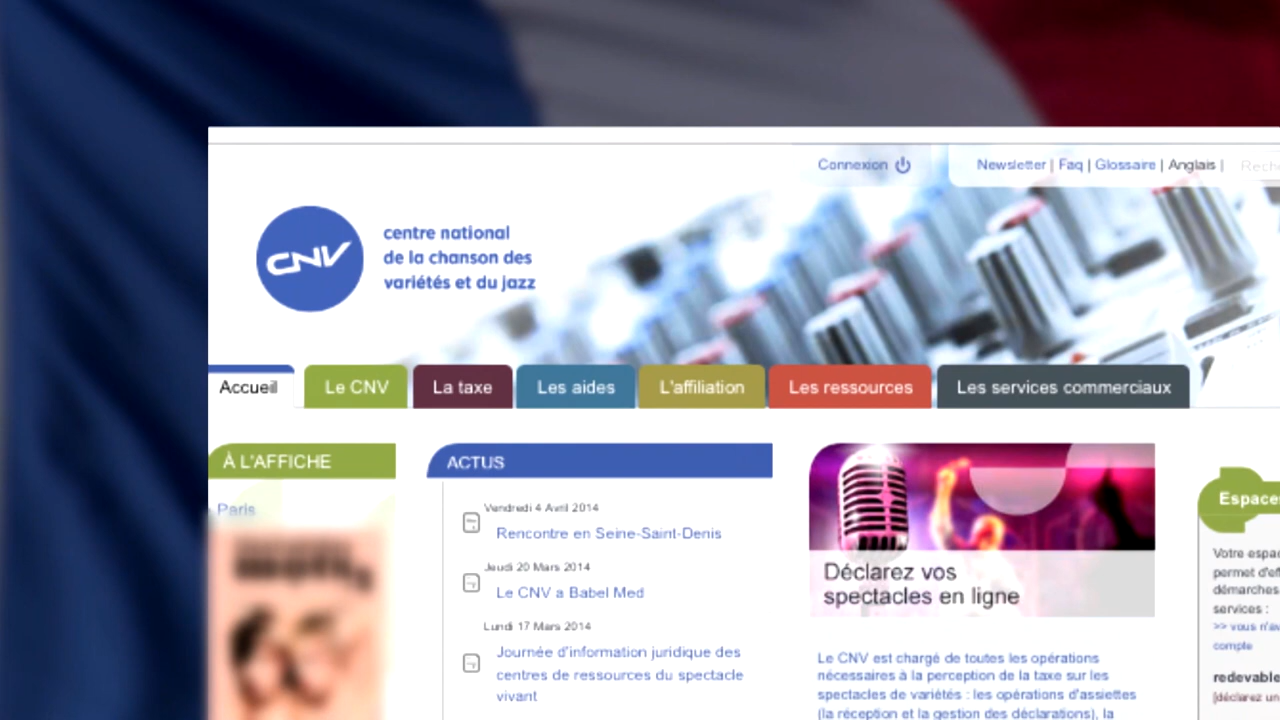 Connexion
Newsletter | Faq | Glossaire | Anglais |
CNV
centre national
de la chanson des
variétés et du jazz
Accueil
Le CNV
La taxe
Les aides
L'affiliation
Les ressources
Les services commerciaux
À L'AFFICHE
Paris
ACTUS
Vendredi 4 Avril 2014
Rencontre en Seine-Saint-Denis
Jeudi 20 Mars 2014
Le CNV a Babel Med
Lundi 17 Mars 2014
Journée d'information juridique des
centres de ressources du spectacle
vivant
Déclarez vos
spectacles en ligne
Le CNV est chargé de toutes les opérations
nécessaires à la perception de la taxe sur les
spectacles de variétés : les opérations d'assiettes
(la réception et la gestion des déclarations), la
Espace
Votre espac
permet d'ef
démarches
services :
>> vous n'av
compte
redevable
(déclarez un